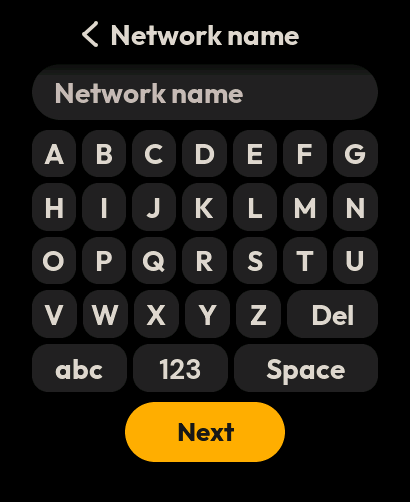 Network name
Network name
A B C D E F G
H I J K L M N
O P Q R S T U
V W X Y Z Del
abc 123 Space
Next